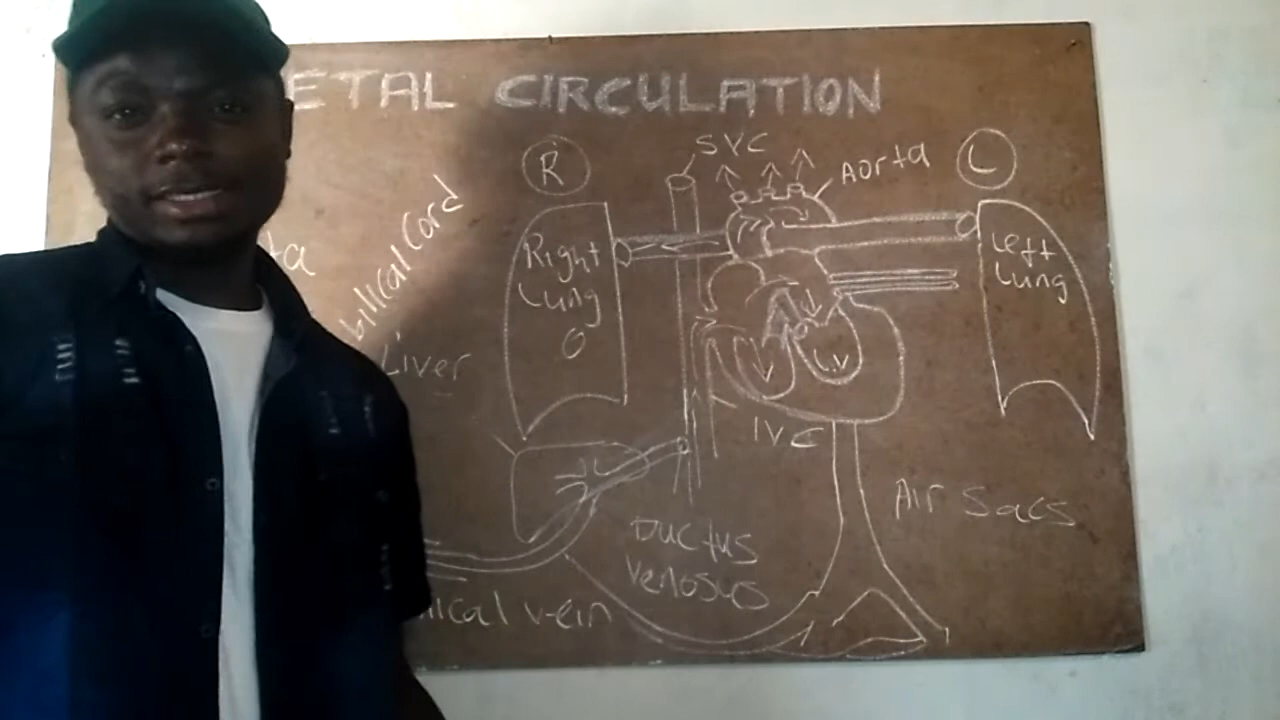 ETAL CIRCULATION
R
SVC
Aorta
L
ta
bilical Cord
Liver
Right
Lung
Left
Lung
L.V
IVC
Air Sacs
Ductus
Venosus
ical vein